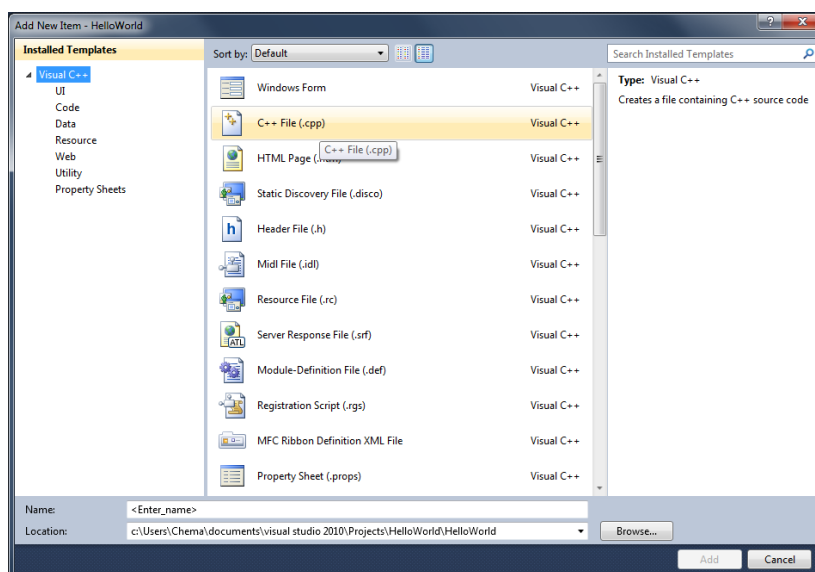 Add New Item - HelloWorld
Installed Templates
Sort by: Default
Search Installed Templates
Visual C++
UI
Code
Data
Resource
Web
Utility
Property Sheets
Windows Form Visual C++
C++ File (.cpp) Visual C++
C++ File (.cpp)
HTML Page Visual C++
Static Discovery File (.disco) Visual C++
Header File (.h) Visual C++
Midl File (.idl) Visual C++
Resource File (.rc) Visual C++
ATL
Server Response File (.srf) Visual C++
Module-Definition File (.def) Visual C++
Registration Script (.rgs) Visual C++
MFC Ribbon Definition XML File Visual C++
Property Sheet (.props) Visual C++
Type: Visual C++
Creates a file containing C++ source code
Name: <Enter_name>
Location: c:\Users\Chema\documents\visual studio 2010\Projects\HelloWorld\HelloWorld
Browse...
Add Cancel